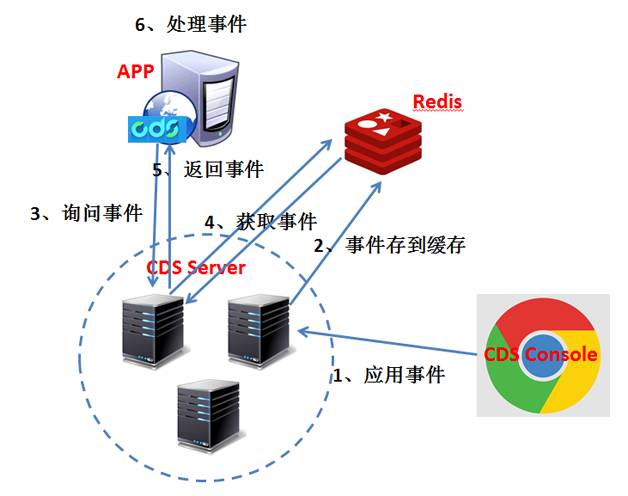 6、处理事件
APP
Redis
cds
5、返回事件
3、询问事件
4、获取事件
2、事件存到缓存
CDS Server
CDS Console
1、应用事件